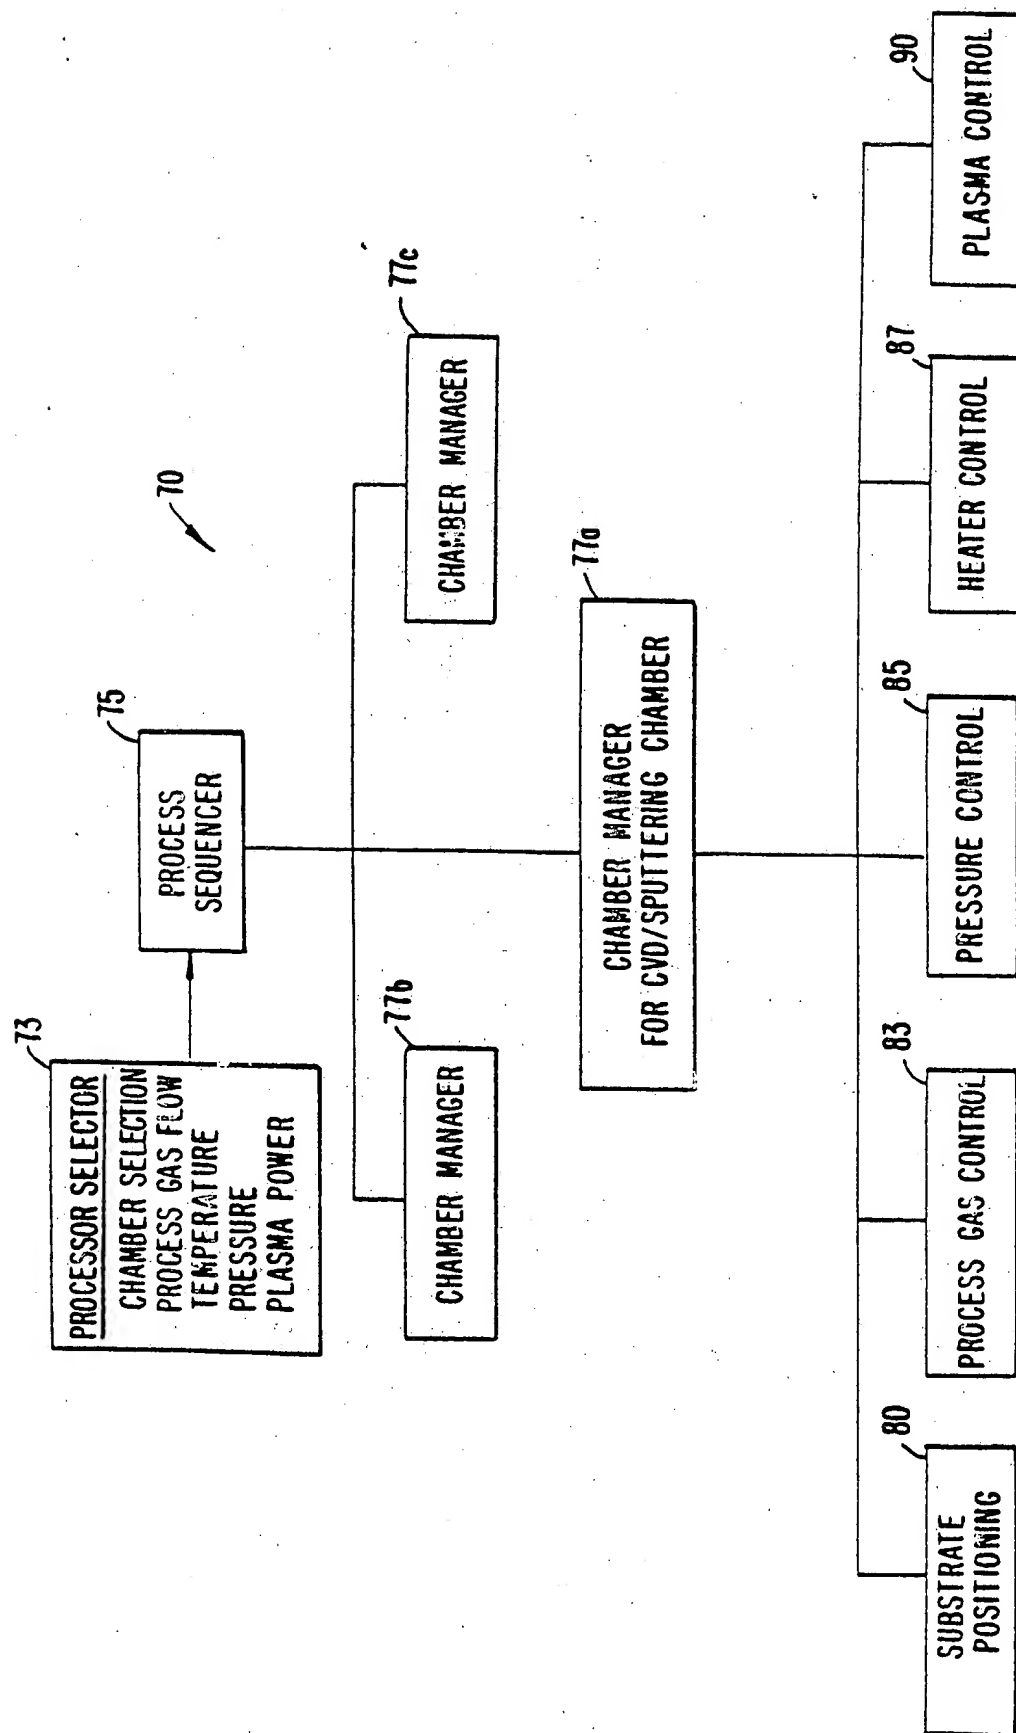 70
73
PROCESSOR SELECTOR
CHAMBER SELECTION
PROCESS GAS FLOW
TEMPERATURE
PRESSURE
PLASMA POWER
75
PROCESS
SEQUENCER
77b
CHAMBER MANAGER
77c
CHAMBER MANAGER
77a
CHAMBER MANAGER
FOR CVD/SPUTTERING CHAMBER
80
SUBSTRATE
POSITIONING
83
PROCESS GAS CONTROL
85
PRESSURE CONTROL
87
HEATER CONTROL
90
PLASMA CONTROL